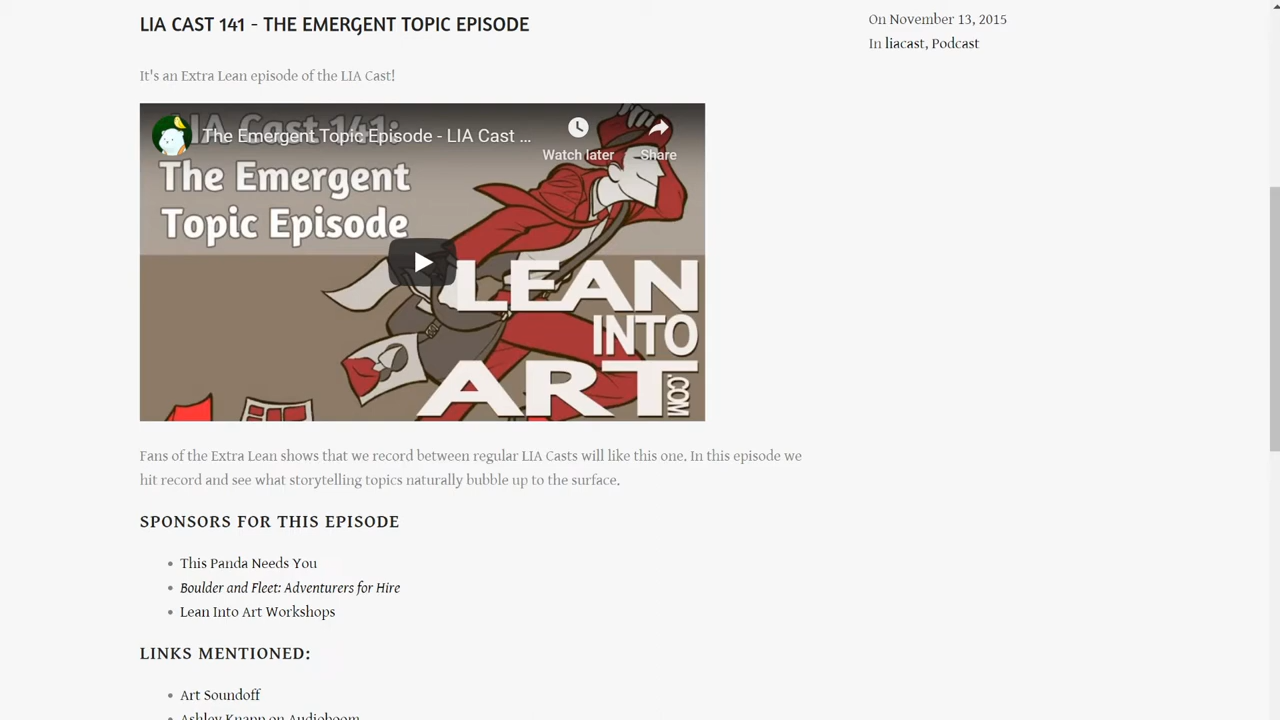 LIA CAST 141 - THE EMERGENT TOPIC EPISODE
On November 13, 2015
In liacast, Podcast
It's an Extra Lean episode of the LIA Cast!
LIA Cast 141:
The Emergent Topic Episode - LIA Cast ...
Watch later
Share
The Emergent
Topic Episode
LEAN
INTO
ART
.COM
Fans of the Extra Lean shows that we record between regular LIA Casts will like this one. In this episode we
hit record and see what storytelling topics naturally bubble up to the surface.
SPONSORS FOR THIS EPISODE
This Panda Needs You
Boulder and Fleet: Adventurers for Hire
Lean Into Art Workshops
LINKS MENTIONED:
Art Soundoff
Ashley Knapp on Audioboom